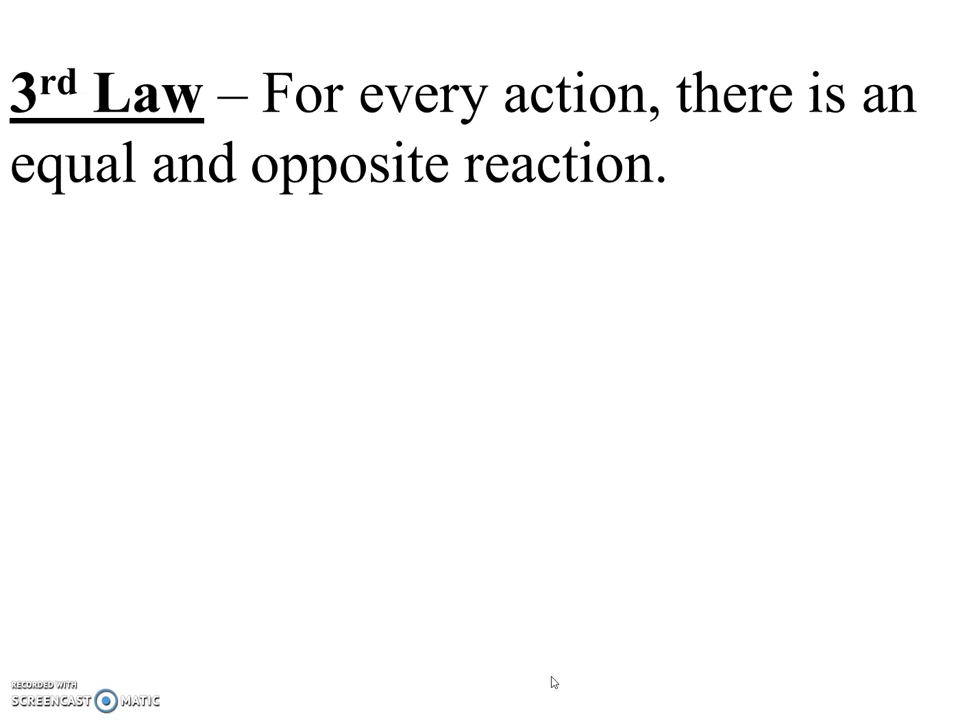 3rd Law – For every action, there is an
equal and opposite reaction.
RECORDED WITH
SCREENCAST MATIC